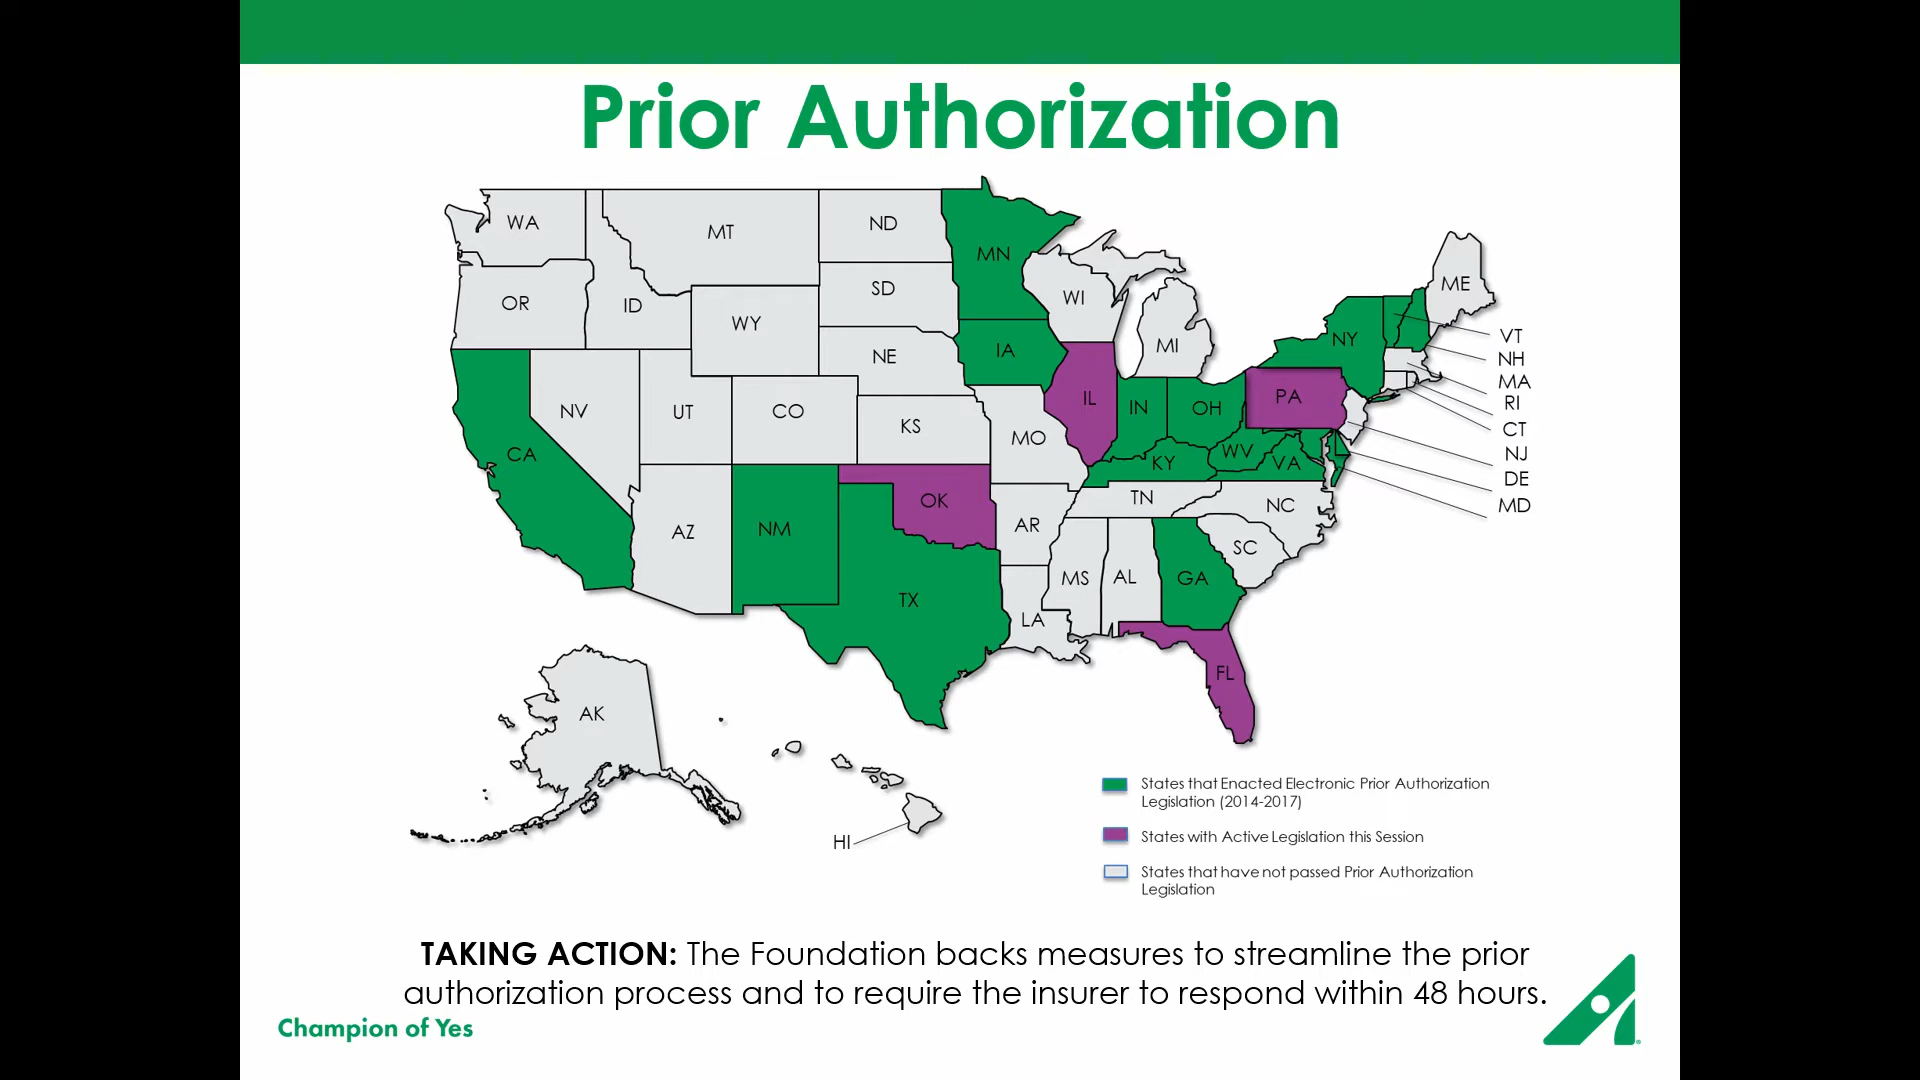 Prior Authorization
WA
MT
ND
MN
ME
OR
ID
SD
WI
WY
NY
VT
MI
NE
IA
NH
MA
RI
NV
UT
CO
KS
MO
IL
IN
OH
PA
CT
NJ
CA
KY
WV
VA
DE
MD
AZ
NM
OK
AR
TN
NC
SC
TX
MS
AL
GA
LA
FL
AK
HI
States that Enacted Electronic Prior Authorization
Legislation (2014-2017)
States with Active Legislation this Session
States that have not passed Prior Authorization
Legislation
TAKING ACTION: The Foundation backs measures to streamline the prior
authorization process and to require the insurer to respond within 48 hours.
Champion of Yes